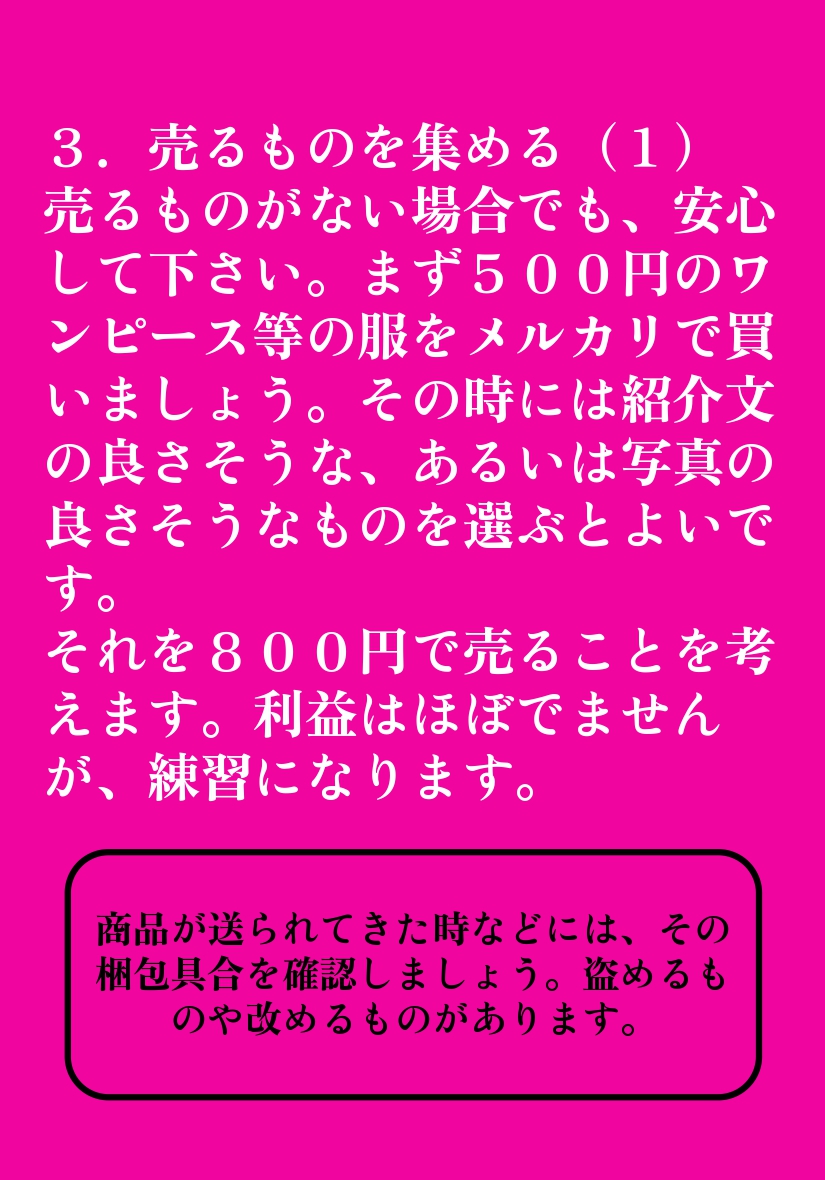 ３．売るものを集める（１）
売るものがない場合でも、安心
して下さい。まず５００円のワ
ンピース等の服をメルカリで買
いましょう。その時には紹介文
の良さそうな、あるいは写真の
良さそうなものを選ぶとよいで
す。
それを８００円で売ることを考
えます。利益はほぼでません
が、練習になります。
商品が送られてきた時などには、その
梱包具合を確認しましょう。盗めるも
のや改めるものがあります。